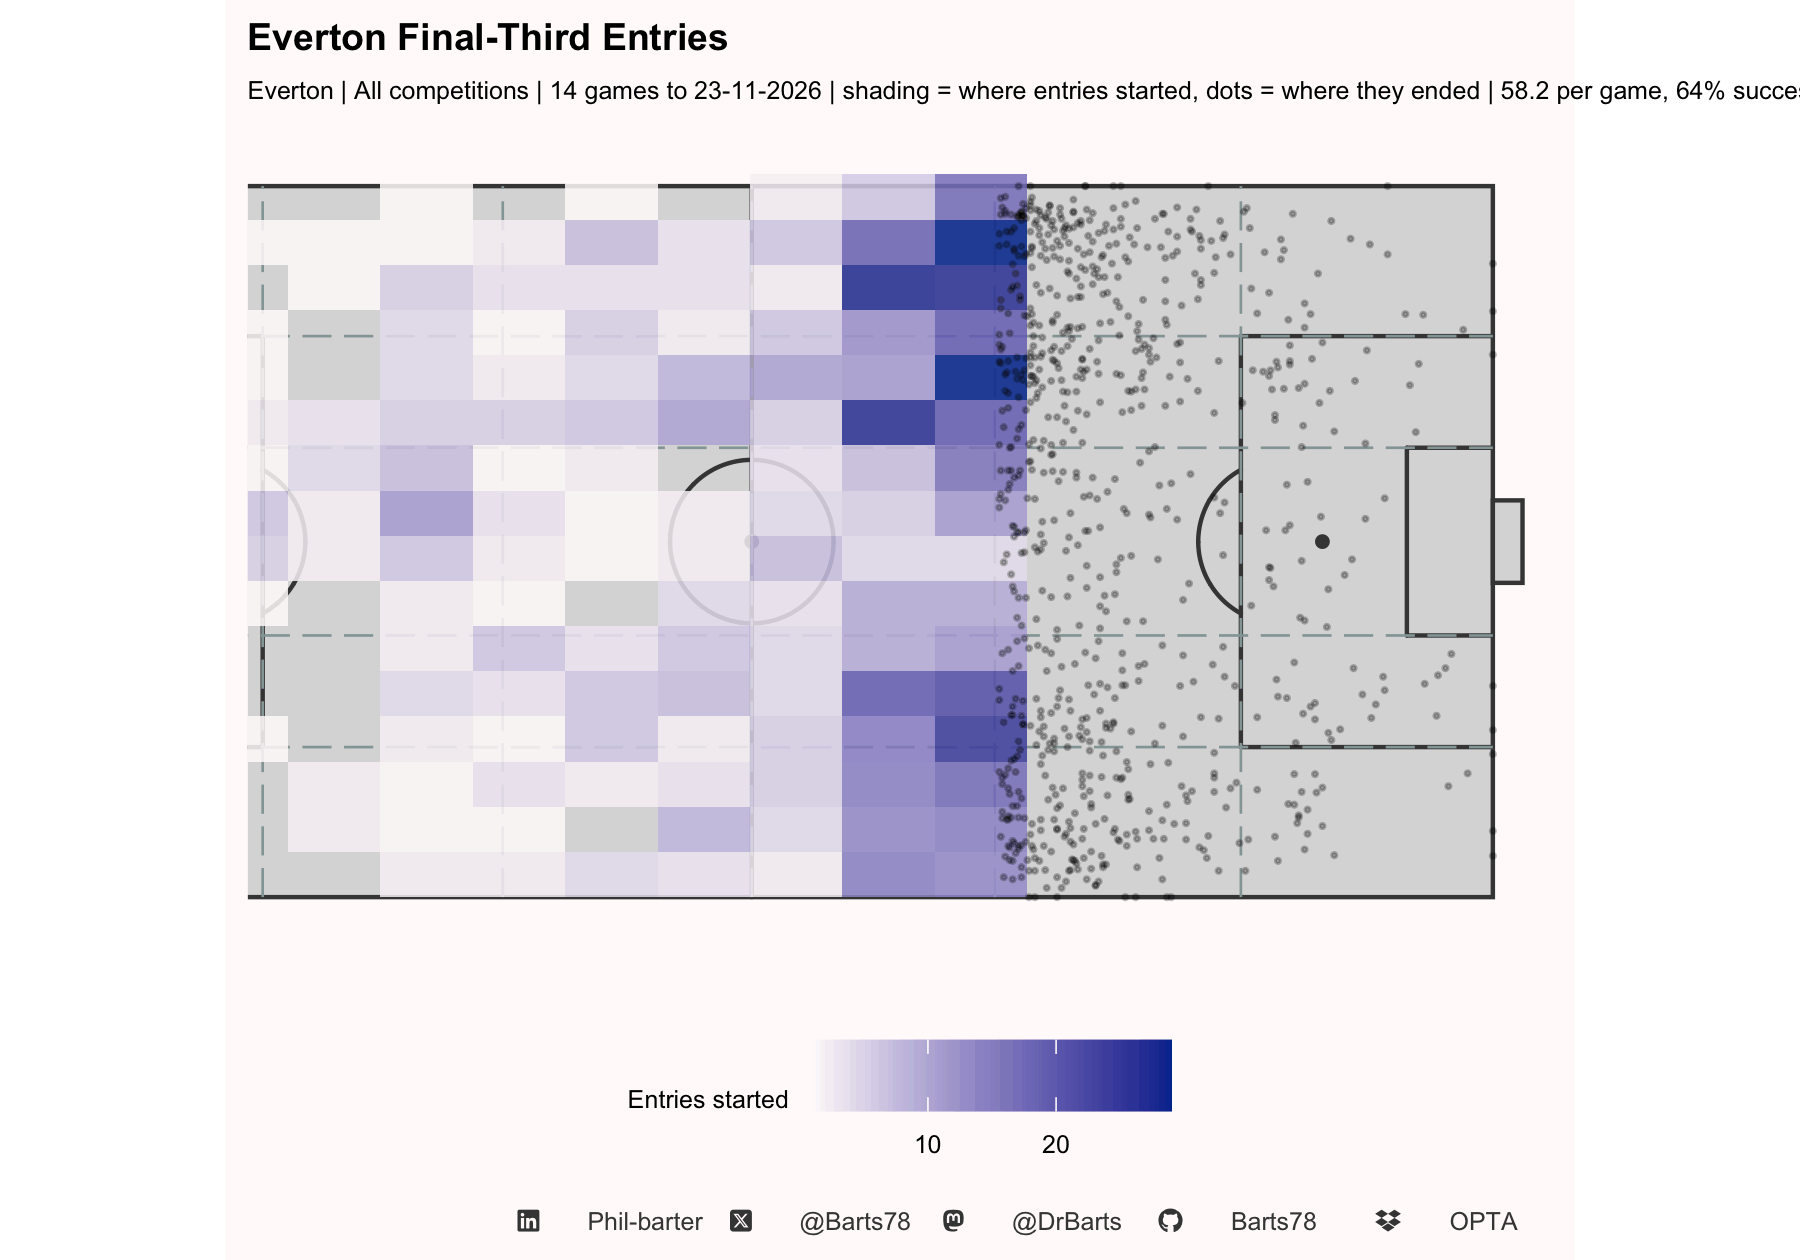 Everton Final-Third Entries
Everton | All competitions | 14 games to 23-11-2026 | shading = where entries started, dots = where they ended | 58.2 per game, 64%
Entries started
10 20
Phil-barter @Barts78 @DrBarts Barts78 OPTA